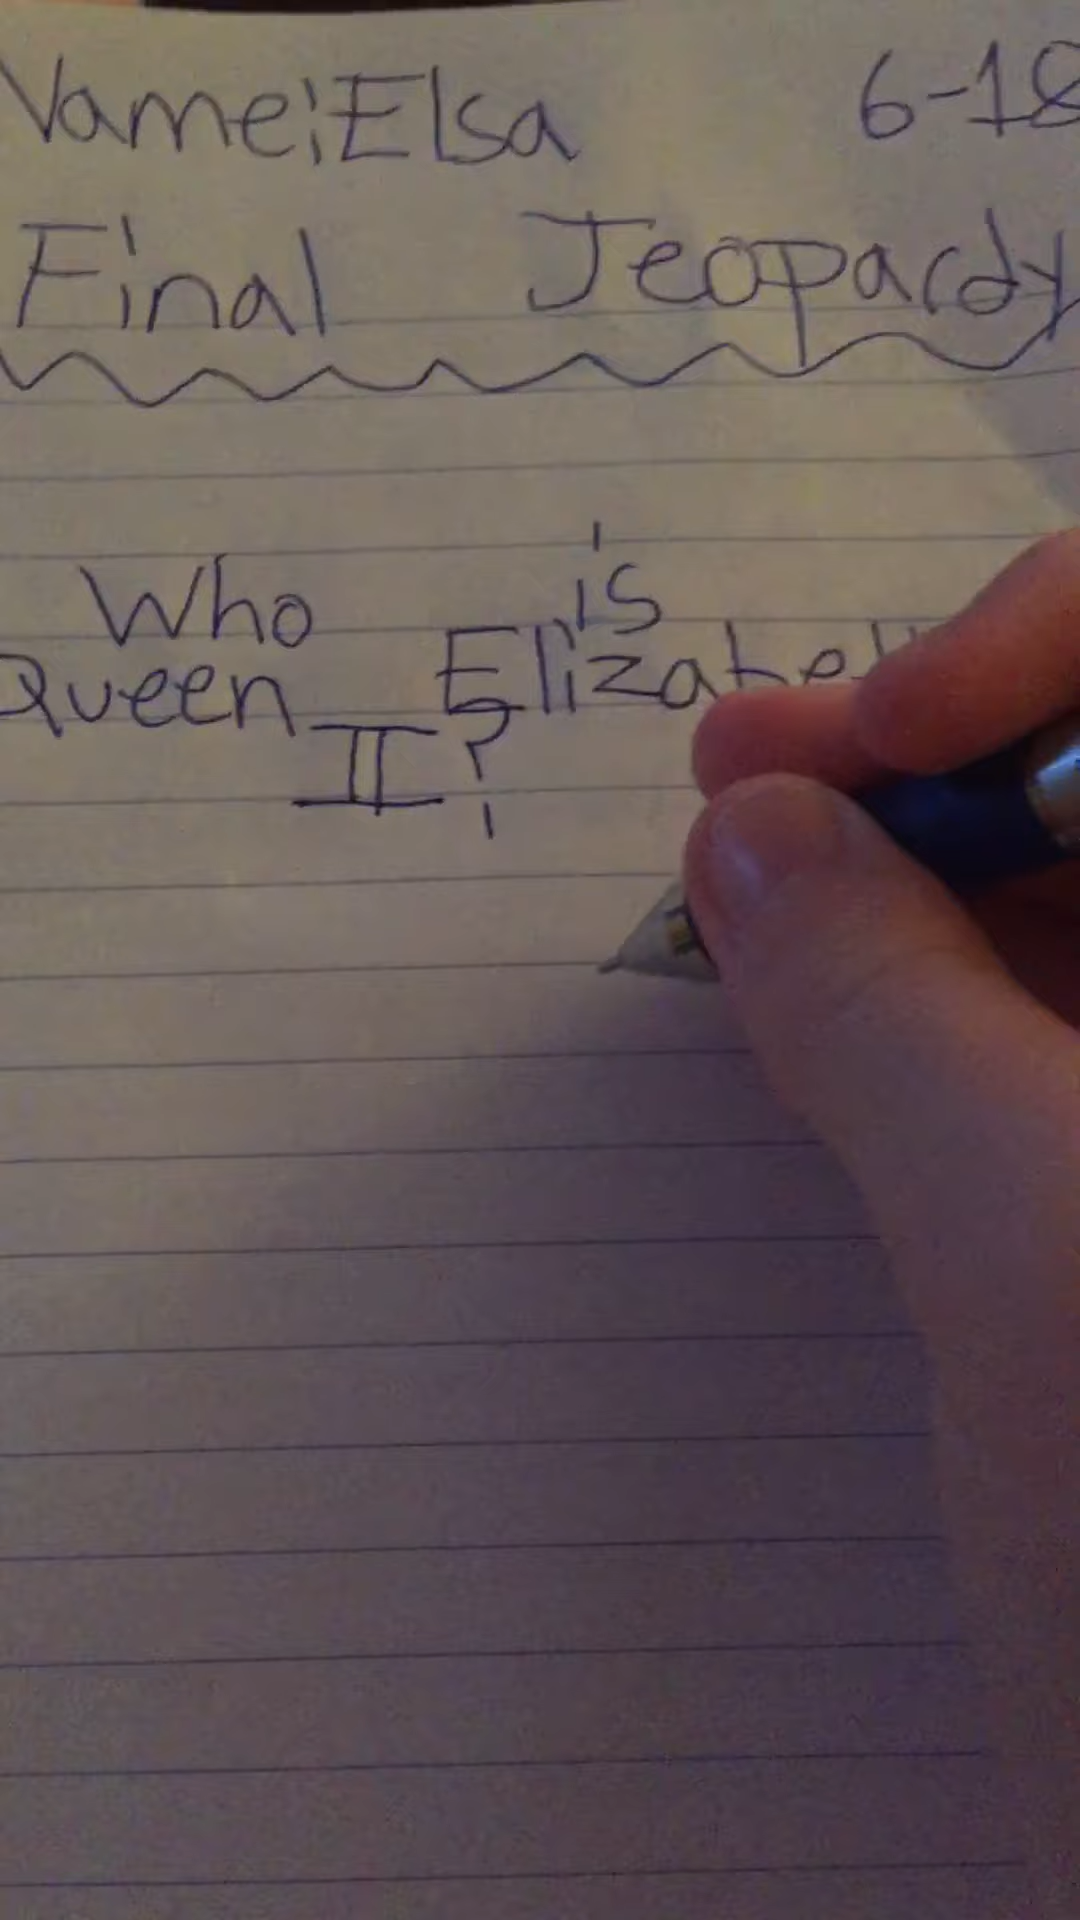 Name: Elsa 6-18
Final Jeopardy
Who is
Queen Elizabeth
II?